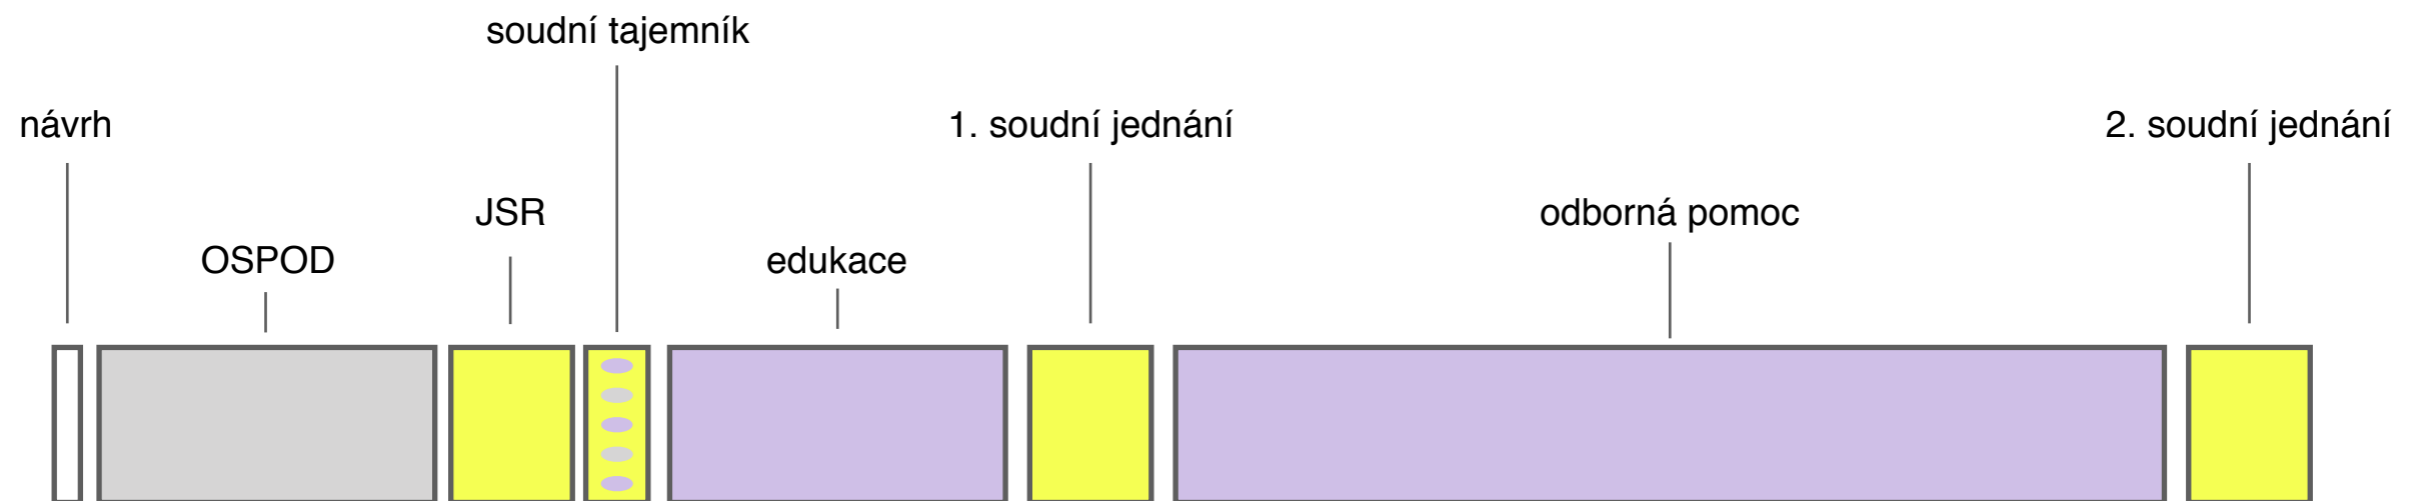 soudní tajemník
návrh
1. soudní jednání
2. soudní jednání
JSR
odborná pomoc
OSPOD
edukace